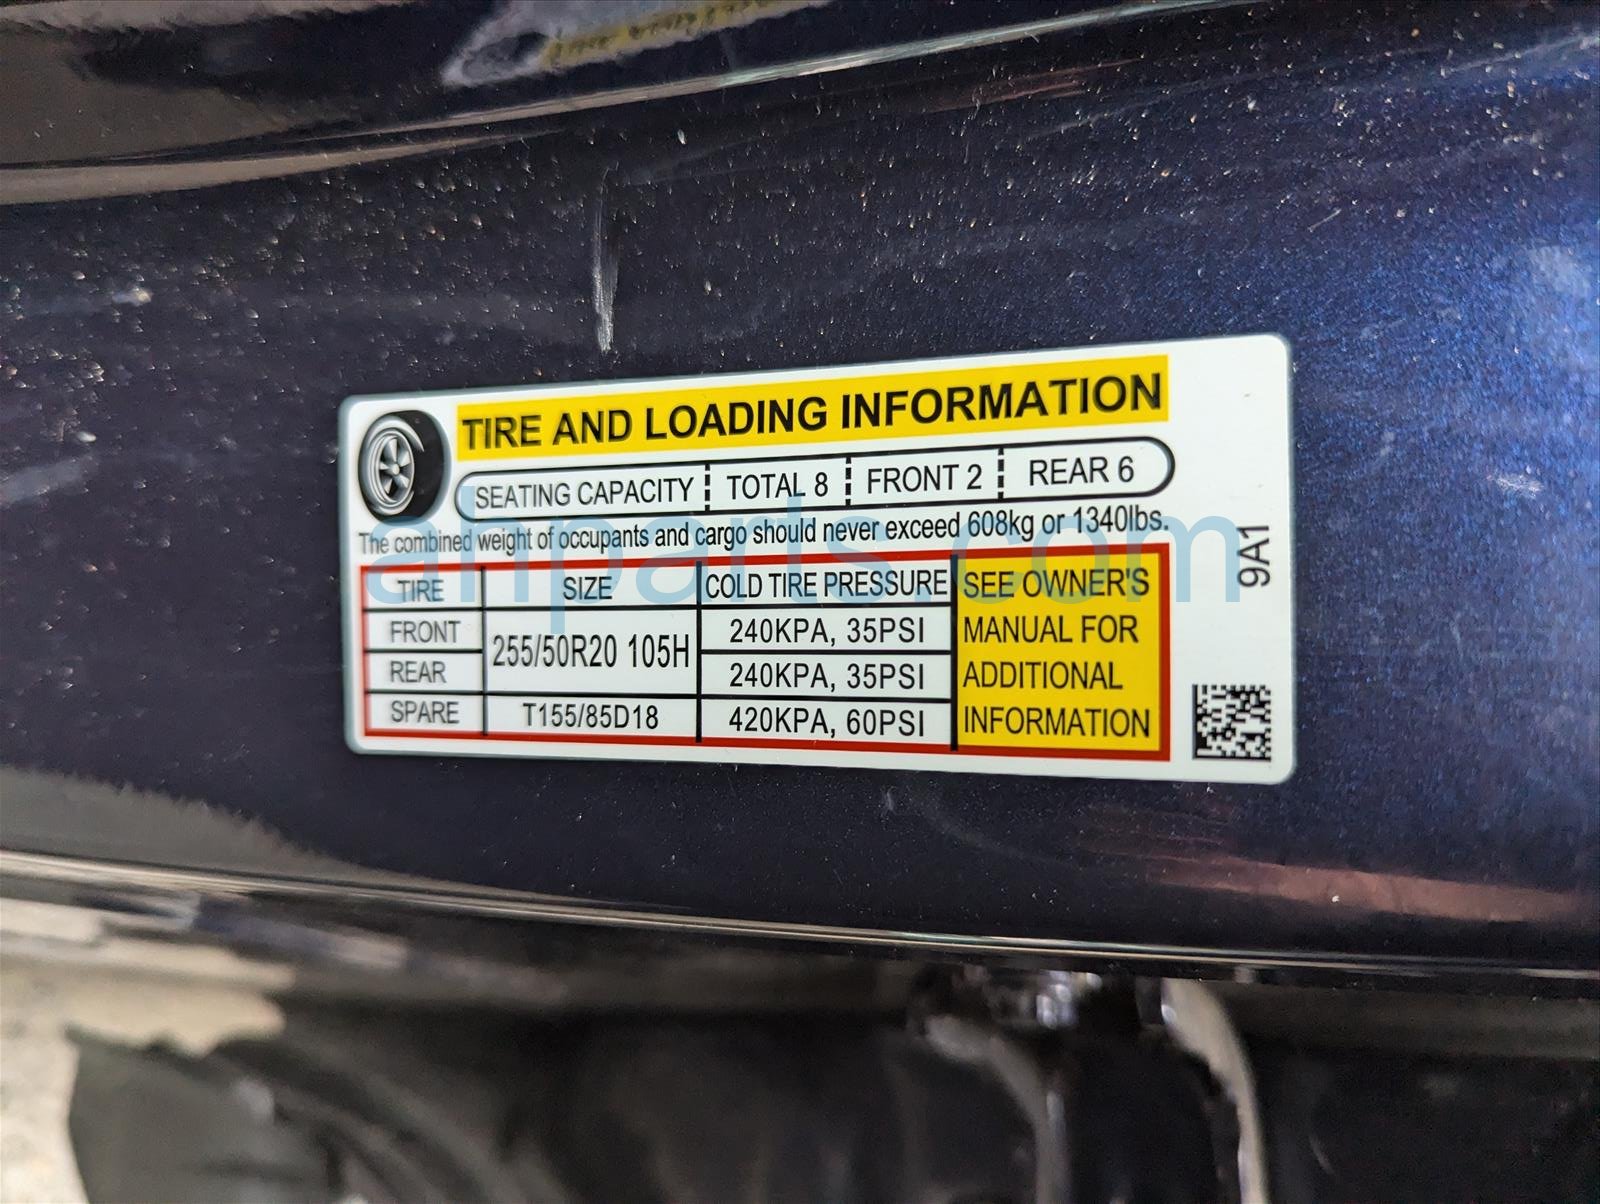 TIRE AND LOADING INFORMATION
SEATING CAPACITY TOTAL 8 FRONT 2 REAR 6
The combined weight of occupants and cargo should never exceed 608kg or 1340lbs.
TIRE SIZE COLD TIRE PRESSURE SEE OWNER'S
FRONT 255/50R20 105H 240KPA, 35PSI MANUAL FOR
REAR 240KPA, 35PSI ADDITIONAL
SPARE T155/85D18 420KPA, 60PSI INFORMATION
9A1
ahparts.com